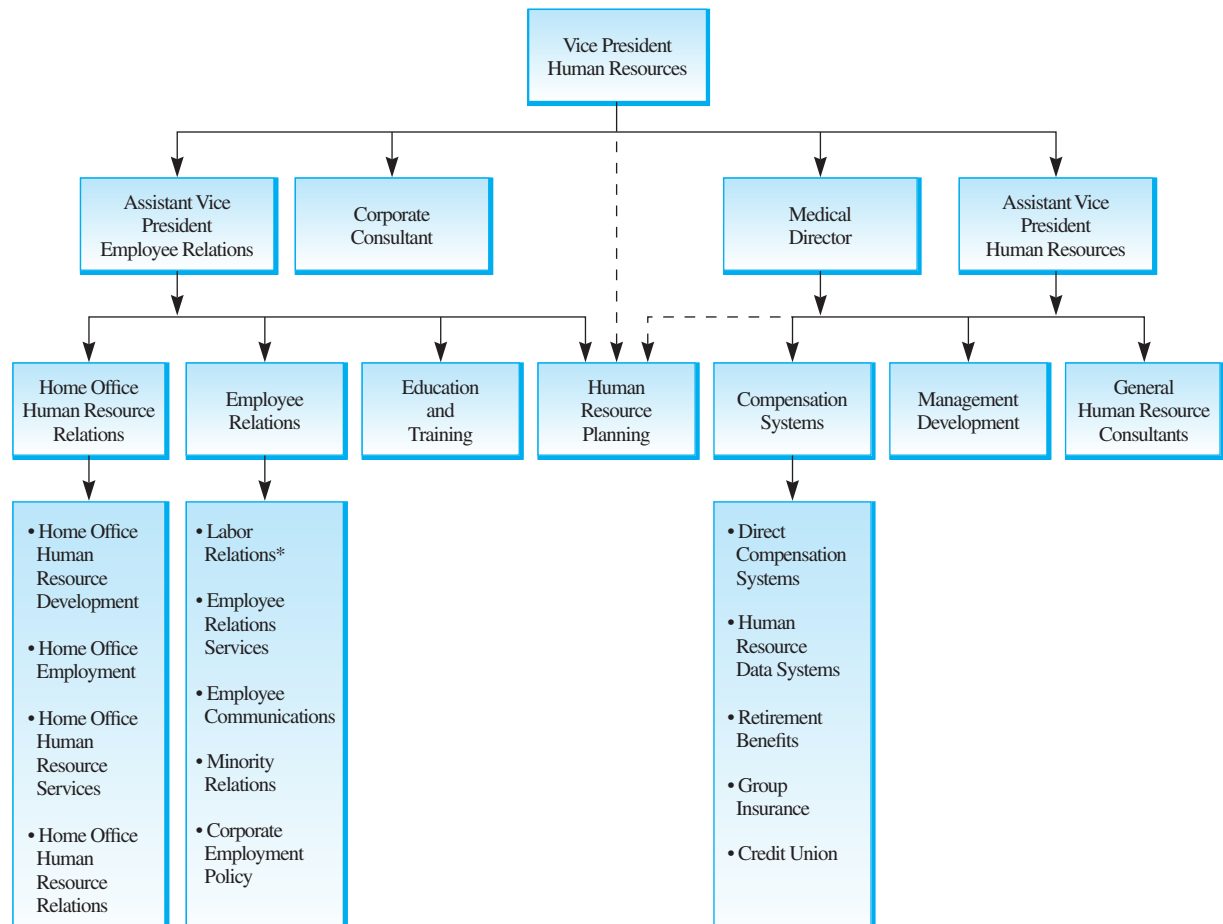 Vice President
Human Resources
Assistant Vice
President
Employee Relations
Corporate
Consultant
Medical
Director
Assistant Vice
President
Human Resources
Home Office
Human Resource
Relations
Employee
Relations
Education
and
Training
Human
Resource
Planning
Compensation
Systems
Management
Development
General
Human Resource
Consultants
• Home Office
Human
Resource
Development
• Home Office
Employment
• Home Office
Human
Resource
Services
• Home Office
Human
Resource
Relations
• Labor
Relations*
• Employee
Relations
Services
• Employee
Communications
• Minority
Relations
• Corporate
Employment
Policy
• Direct
Compensation
Systems
• Human
Resource
Data Systems
• Retirement
Benefits
• Group
Insurance
• Credit Union